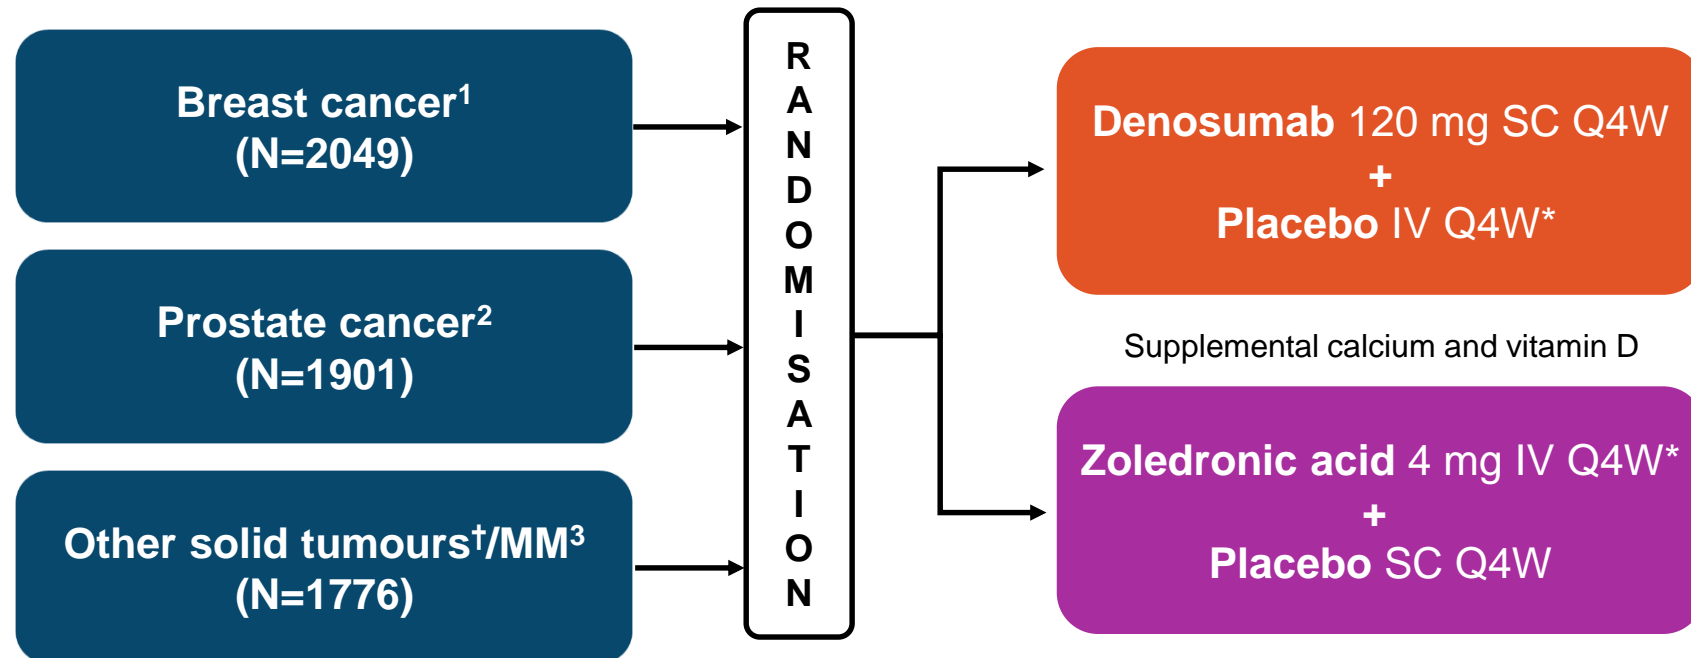 Breast cancer¹
(N=2049)
Prostate cancer²
(N=1901)
Other solid tumours†/MM³
(N=1776)
RANDOMISATION
Denosumab 120 mg SC Q4W
+
Placebo IV Q4W*
Supplemental calcium and vitamin D
Zoledronic acid 4 mg IV Q4W*
+
Placebo SC Q4W